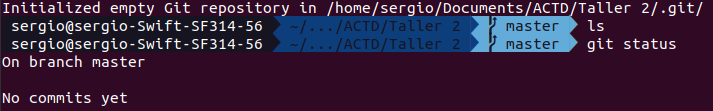 Initialized empty Git repository in /home/sergio/Documents/ACTD/Taller 2/.git/
sergio@sergio-Swift-SF314-56 ~/.../ACTD/Taller 2 master ls
sergio@sergio-Swift-SF314-56 ~/.../ACTD/Taller 2 master git status
On branch master
No commits yet